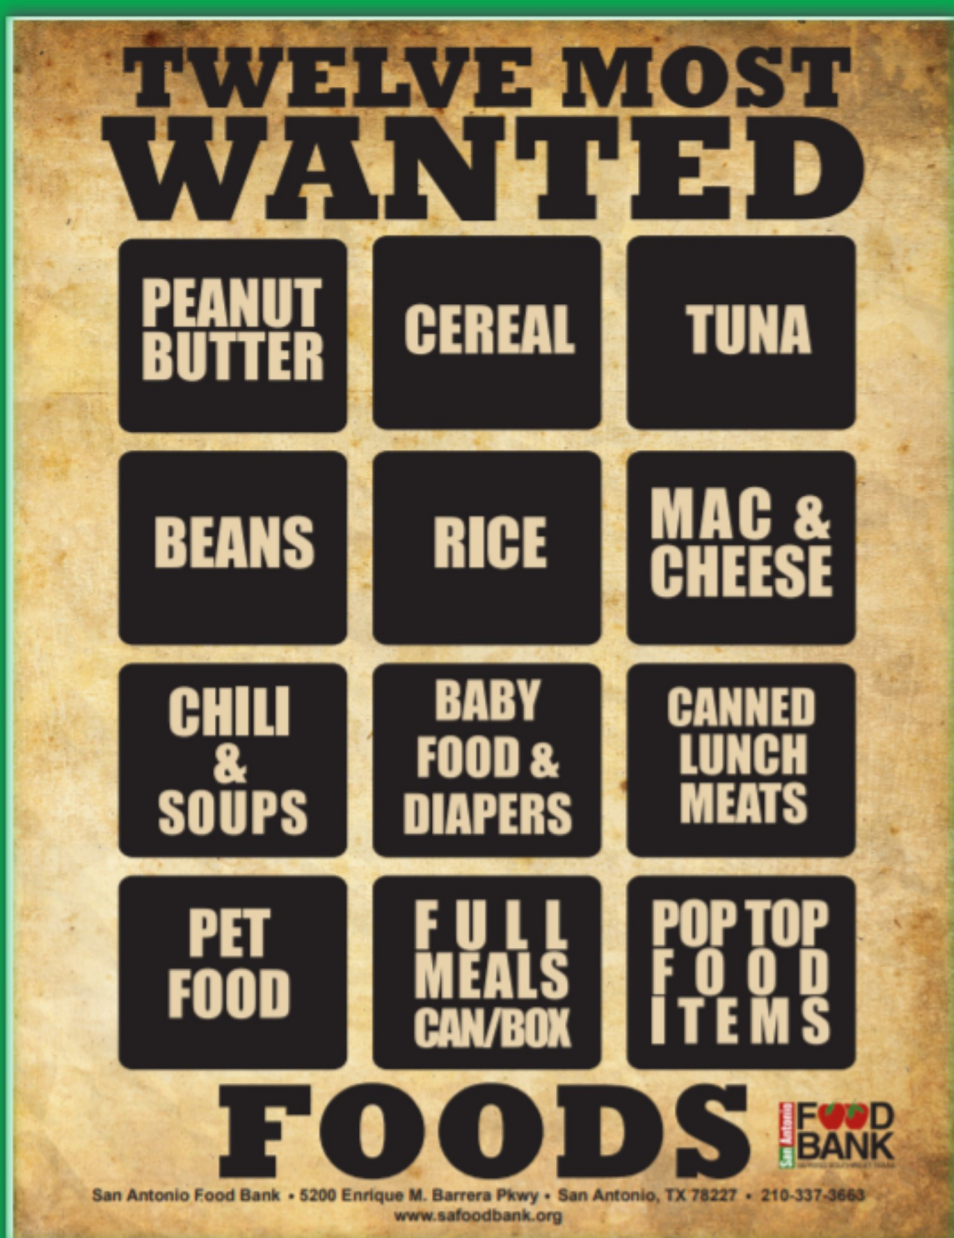 TWELVE MOST
WANTED
PEANUT
BUTTER
CEREAL
TUNA
BEANS
RICE
MAC &
CHEESE
CHILI
&
SOUPS
BABY
FOOD &
DIAPERS
CANNED
LUNCH
MEATS
PET
FOOD
FULL
MEALS
CAN/BOX
POP TOP
FOOD
ITEMS
FOODS
San Antonio
FOOD
BANK
San Antonio Food Bank • 5200 Enrique M. Barrera Pkwy • San Antonio, TX 78227 • 210-337-3663
www.safoodbank.org